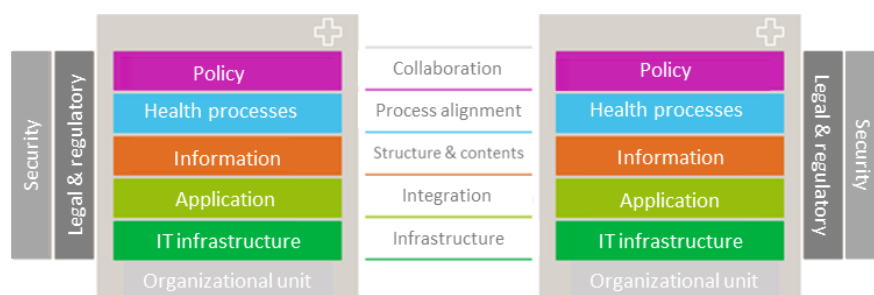 Security
Legal & regulatory
Policy
Health processes
Information
Application
IT infrastructure
Organizational unit
Collaboration
Process alignment
Structure & contents
Integration
Infrastructure
Policy
Health processes
Information
Application
IT infrastructure
Organizational unit
Legal & regulatory
Security